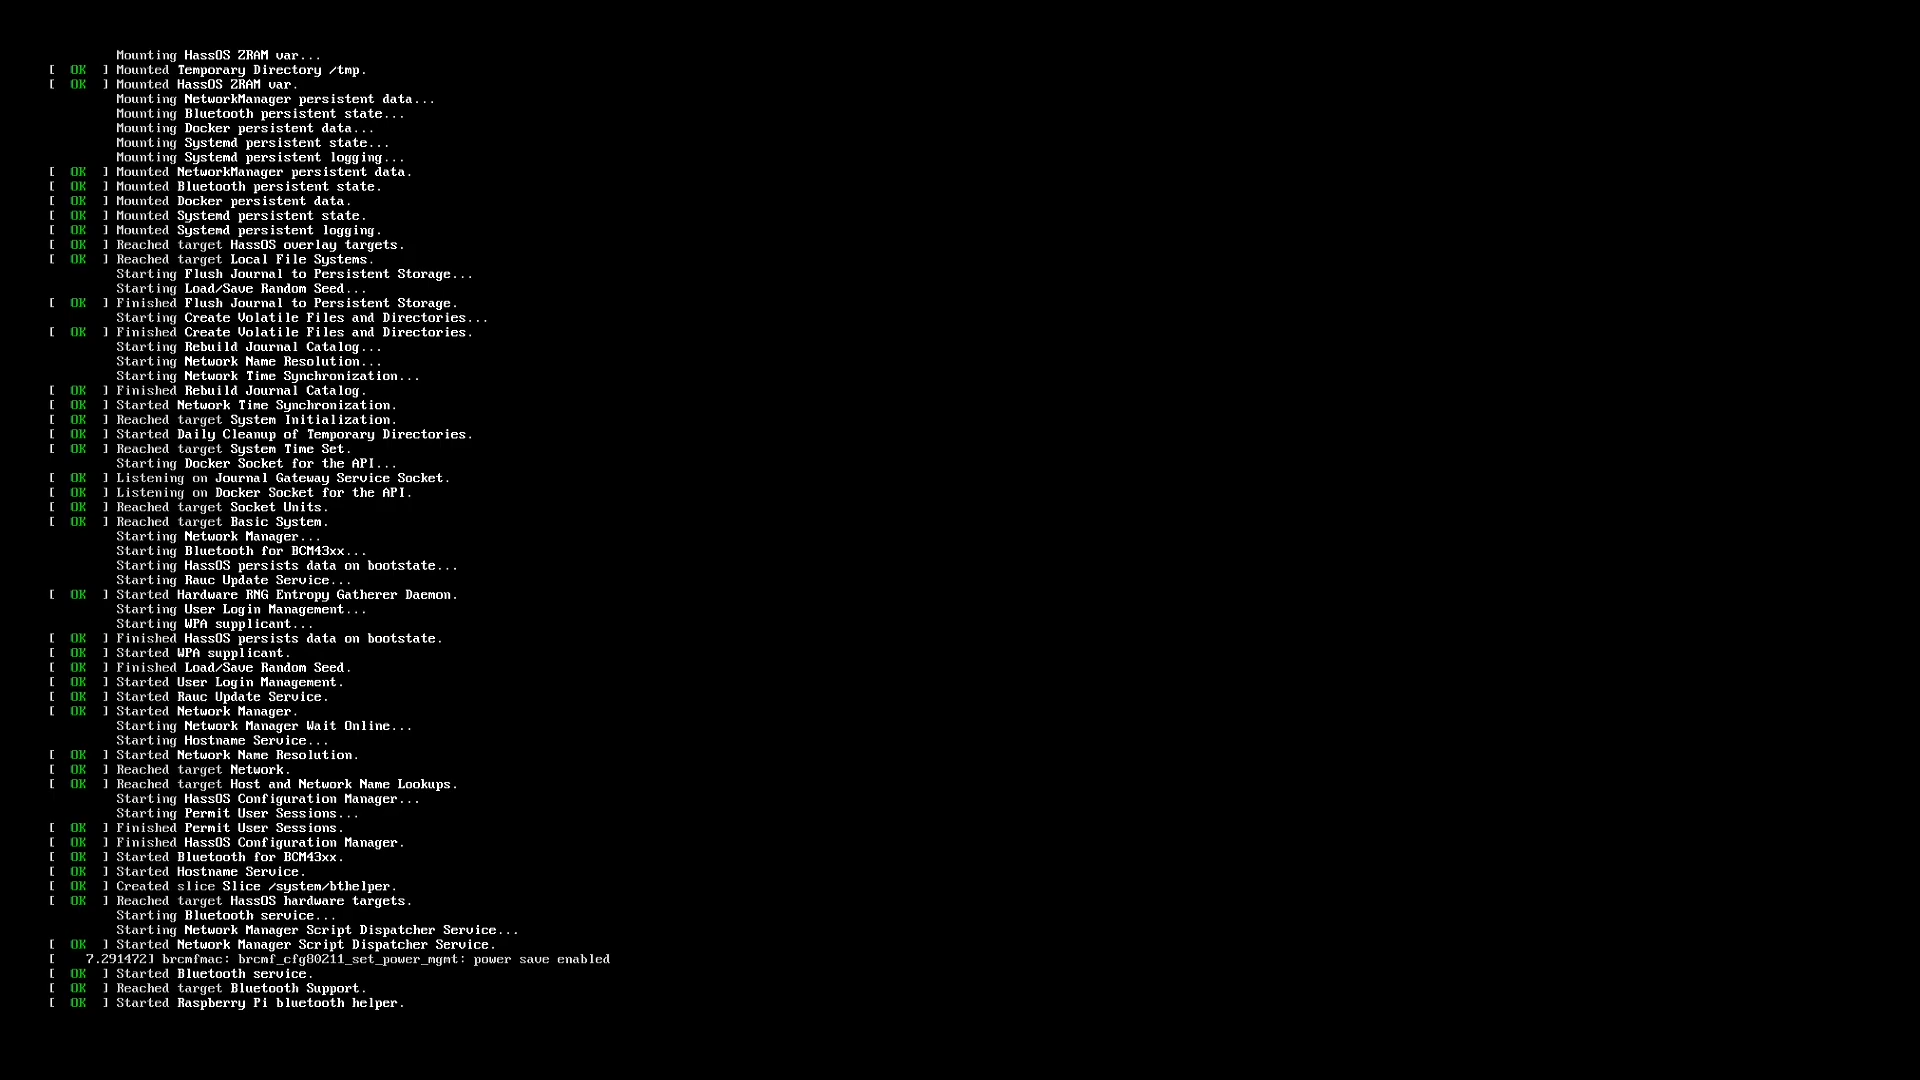 Mounting HassOS ZRAM var...
[  OK  ] Mounted Temporary Directory /tmp.
[  OK  ] Mounted HassOS ZRAM var.
Mounting NetworkManager persistent data...
Mounting Bluetooth persistent state...
Mounting Docker persistent data...
Mounting Systemd persistent state...
Mounting Systemd persistent logging...
[  OK  ] Mounted NetworkManager persistent data.
[  OK  ] Mounted Bluetooth persistent state.
[  OK  ] Mounted Docker persistent data.
[  OK  ] Mounted Systemd persistent state.
[  OK  ] Mounted Systemd persistent logging.
[  OK  ] Reached target HassOS overlay targets.
[  OK  ] Reached target Local File Systems.
Starting Flush Journal to Persistent Storage...
Starting Load/Save Random Seed...
[  OK  ] Finished Flush Journal to Persistent Storage.
Starting Create Volatile Files and Directories...
[  OK  ] Finished Create Volatile Files and Directories.
Starting Rebuild Journal Catalog...
Starting Network Name Resolution...
Starting Network Time Synchronization...
[  OK  ] Finished Rebuild Journal Catalog.
[  OK  ] Started Network Time Synchronization.
[  OK  ] Reached target System Initialization.
[  OK  ] Started Daily Cleanup of Temporary Directories.
[  OK  ] Reached target System Time Set.
Starting Docker Socket for the API...
[  OK  ] Listening on Journal Gateway Service Socket.
[  OK  ] Listening on Docker Socket for the API.
[  OK  ] Reached target Socket Units.
[  OK  ] Reached target Basic System.
Starting Network Manager...
Starting Bluetooth for BCM43xx...
Starting HassOS persists data on bootstate...
Starting Rauc Update Service...
[  OK  ] Started Hardware RNG Entropy Gatherer Daemon.
Starting User Login Management...
Starting WPA supplicant...
[  OK  ] Finished HassOS persists data on bootstate.
[  OK  ] Started WPA supplicant.
[  OK  ] Finished Load/Save Random Seed.
[  OK  ] Started User Login Management.
[  OK  ] Started Rauc Update Service.
[  OK  ] Started Network Manager.
Starting Network Manager Wait Online...
Starting Hostname Service...
[  OK  ] Started Network Name Resolution.
[  OK  ] Reached target Network.
[  OK  ] Reached target Host and Network Name Lookups.
Starting HassOS Configuration Manager...
Starting Permit User Sessions...
[  OK  ] Finished Permit User Sessions.
[  OK  ] Finished HassOS Configuration Manager.
[  OK  ] Started Bluetooth for BCM43xx.
[  OK  ] Started Hostname Service.
[  OK  ] Created slice Slice /system/bthelper.
[  OK  ] Reached target HassOS hardware targets.
Starting Bluetooth service...
Starting Network Manager Script Dispatcher Service...
[  OK  ] Started Network Manager Script Dispatcher Service.
[    7.291472] brcmfmac: brcmf_cfg80211_set_power_mgmt: power save enabled
[  OK  ] Started Bluetooth service.
[  OK  ] Reached target Bluetooth Support.
[  OK  ] Started Raspberry Pi bluetooth helper.